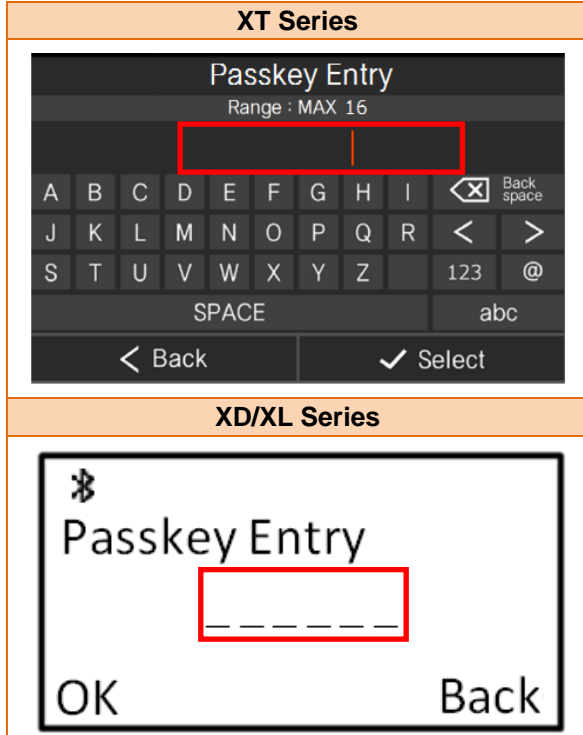 XT Series
Passkey Entry
Range : MAX 16
A B C D E F G H I Back space
J K L M N O P Q R < >
S T U V W X Y Z 123 @
SPACE abc
< Back ✓ Select
XD/XL Series
Passkey Entry
_ _ _ _ _ _
OK Back